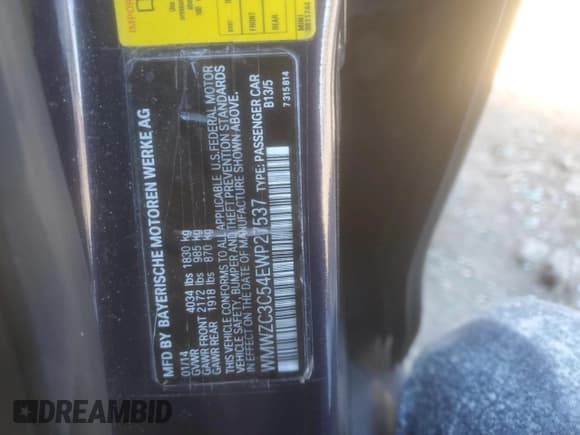 MFD BY BAYERISCHE MOTOREN WERKE AG
01/14
GVWR 4034 lbs 1830 kg
GAWR FRONT 2172 lbs 985 kg
GAWR REAR 1918 lbs 870 kg
THIS VEHICLE CONFORMS TO ALL APPLICABLE U.S. FEDERAL MOTOR
VEHICLE SAFETY, BUMPER AND THEFT PREVENTION STANDARDS
IN EFFECT ON THE DATE OF MANUFACTURE SHOWN ABOVE.
WMWZC3C54EWP27537 TYPE: PASSENGER CAR
B13/5
7 315 814
FRONT
REAR
MINI
DREAMBID